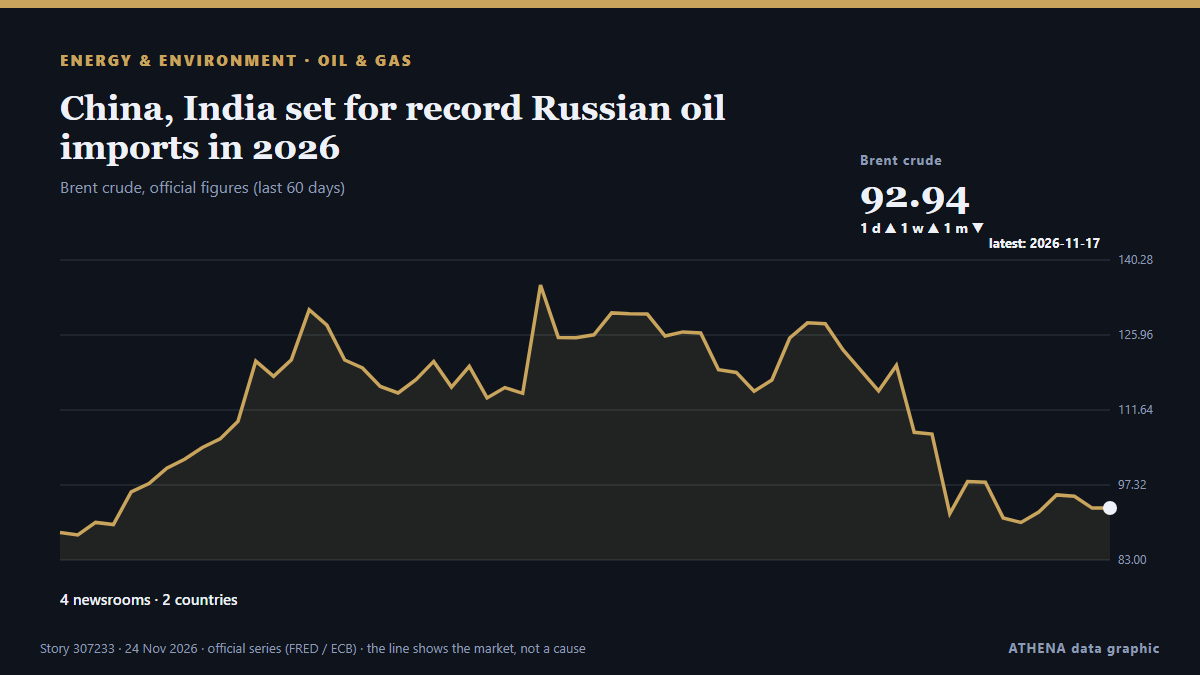 ENERGY & ENVIRONMENT · OIL & GAS
China, India set for record Russian oil
imports in 2026
Brent crude, official figures (last 60 days)
Brent crude
92.94
1 d ▲ 1 w ▲ 1 m ▼
latest: 2026-11-17
140.28
125.96
111.64
97.32
83.00
4 newsrooms · 2 countries
Story 307233 · 24 Nov 2026 · official series (FRED / ECB) · the line shows the market, not a cause
ATHENA data graphic